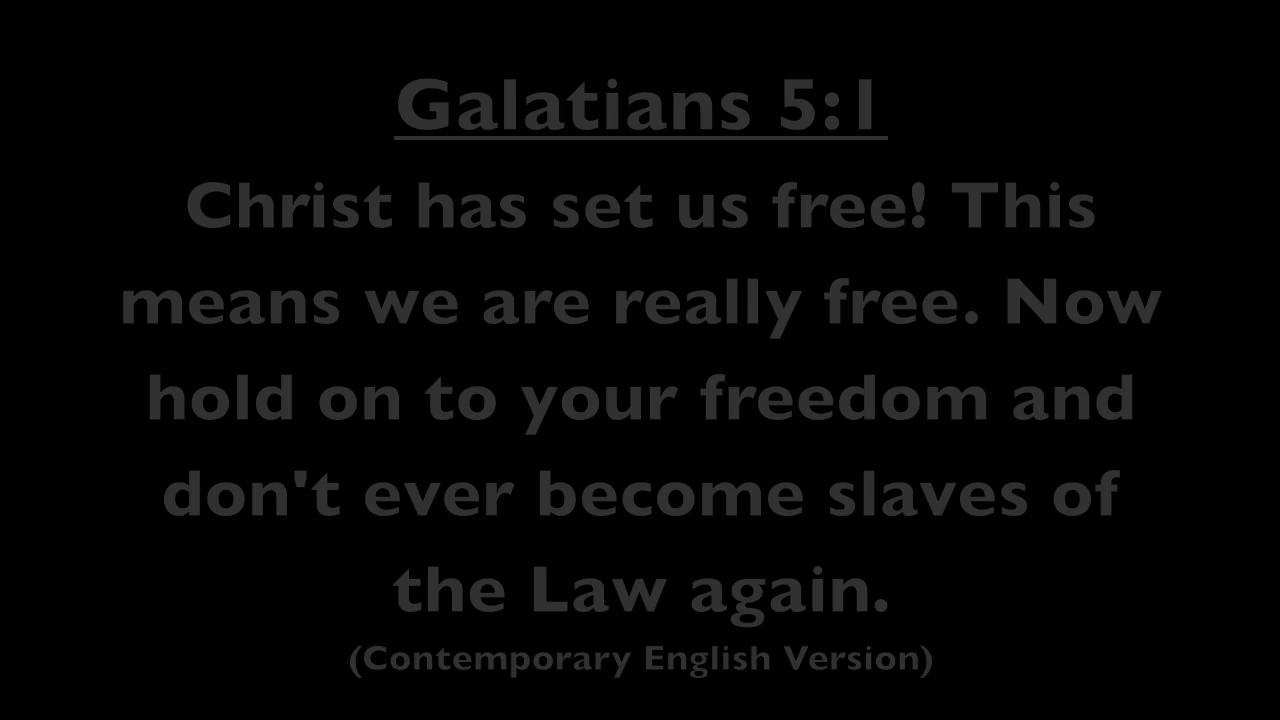 Galatians 5:1
Christ has set us free! This
means we are really free. Now
hold on to your freedom and
don't ever become slaves of
the Law again.
(Contemporary English Version)